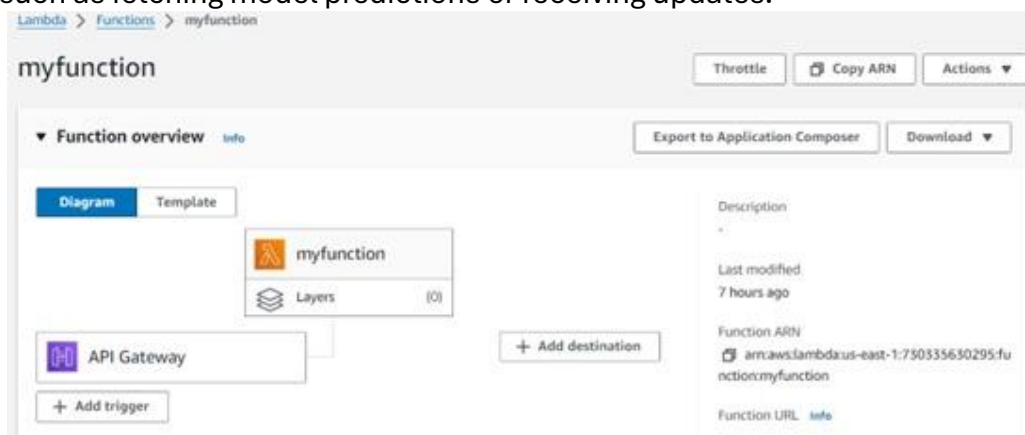 such as fetching model predictions or receiving updates.
Lambda > Functions > myfunction
myfunction
Throttle
Copy ARN
Actions
Function overview Info
Export to Application Composer
Download
Diagram
Template
myfunction
Layers (0)
API Gateway
+ Add trigger
+ Add destination
Description
-
Last modified
7 hours ago
Function ARN
arn:aws:lambda:us-east-1:730335630295:fu
nction:myfunction
Function URL Info